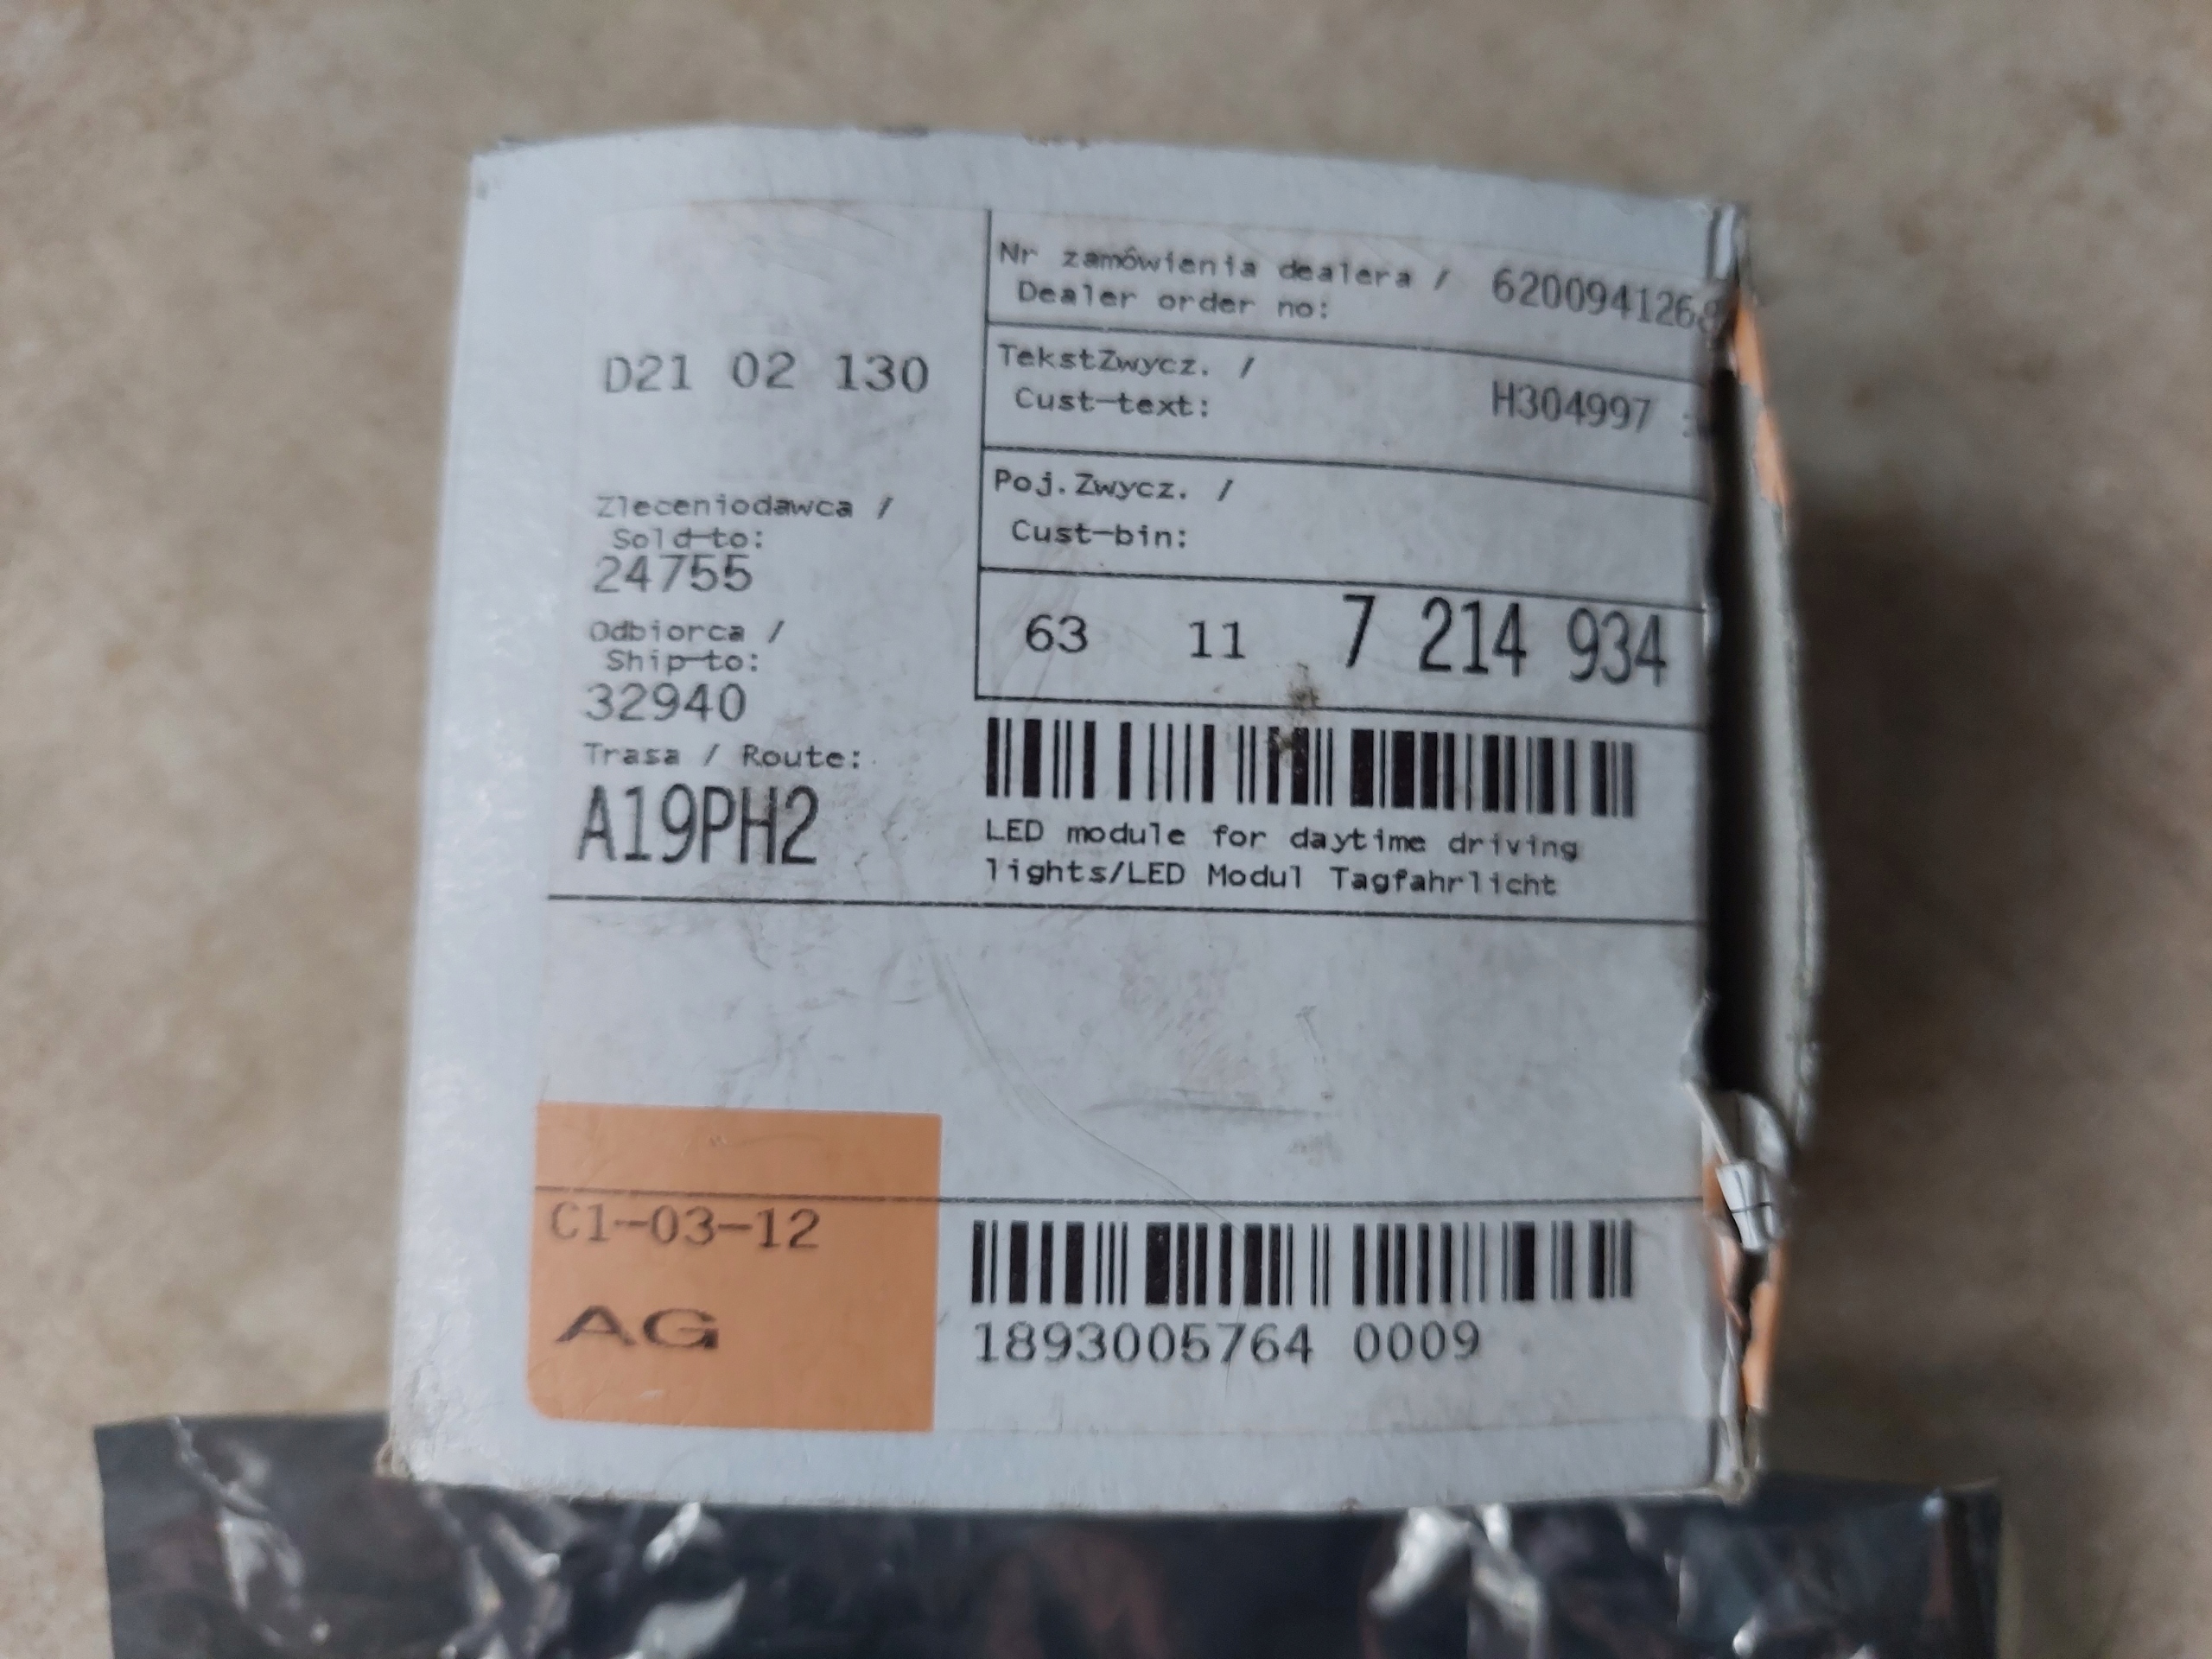 D21 02 130
Zleceniodawca /
Sold-to:
24755
Odbiorca /
Ship-to:
32940
Trasa / Route:
A19PH2
Nr zamówienia dealera /
Dealer order no:
6200941268
TekstZwycz. /
Cust-text:
H304997
Poj.Zwycz. /
Cust-bin:
63 11 7 214 934
LED module for daytime driving
lights/LED Modul Tagfahrlicht
C1-03-12
AG
1893005764 0009